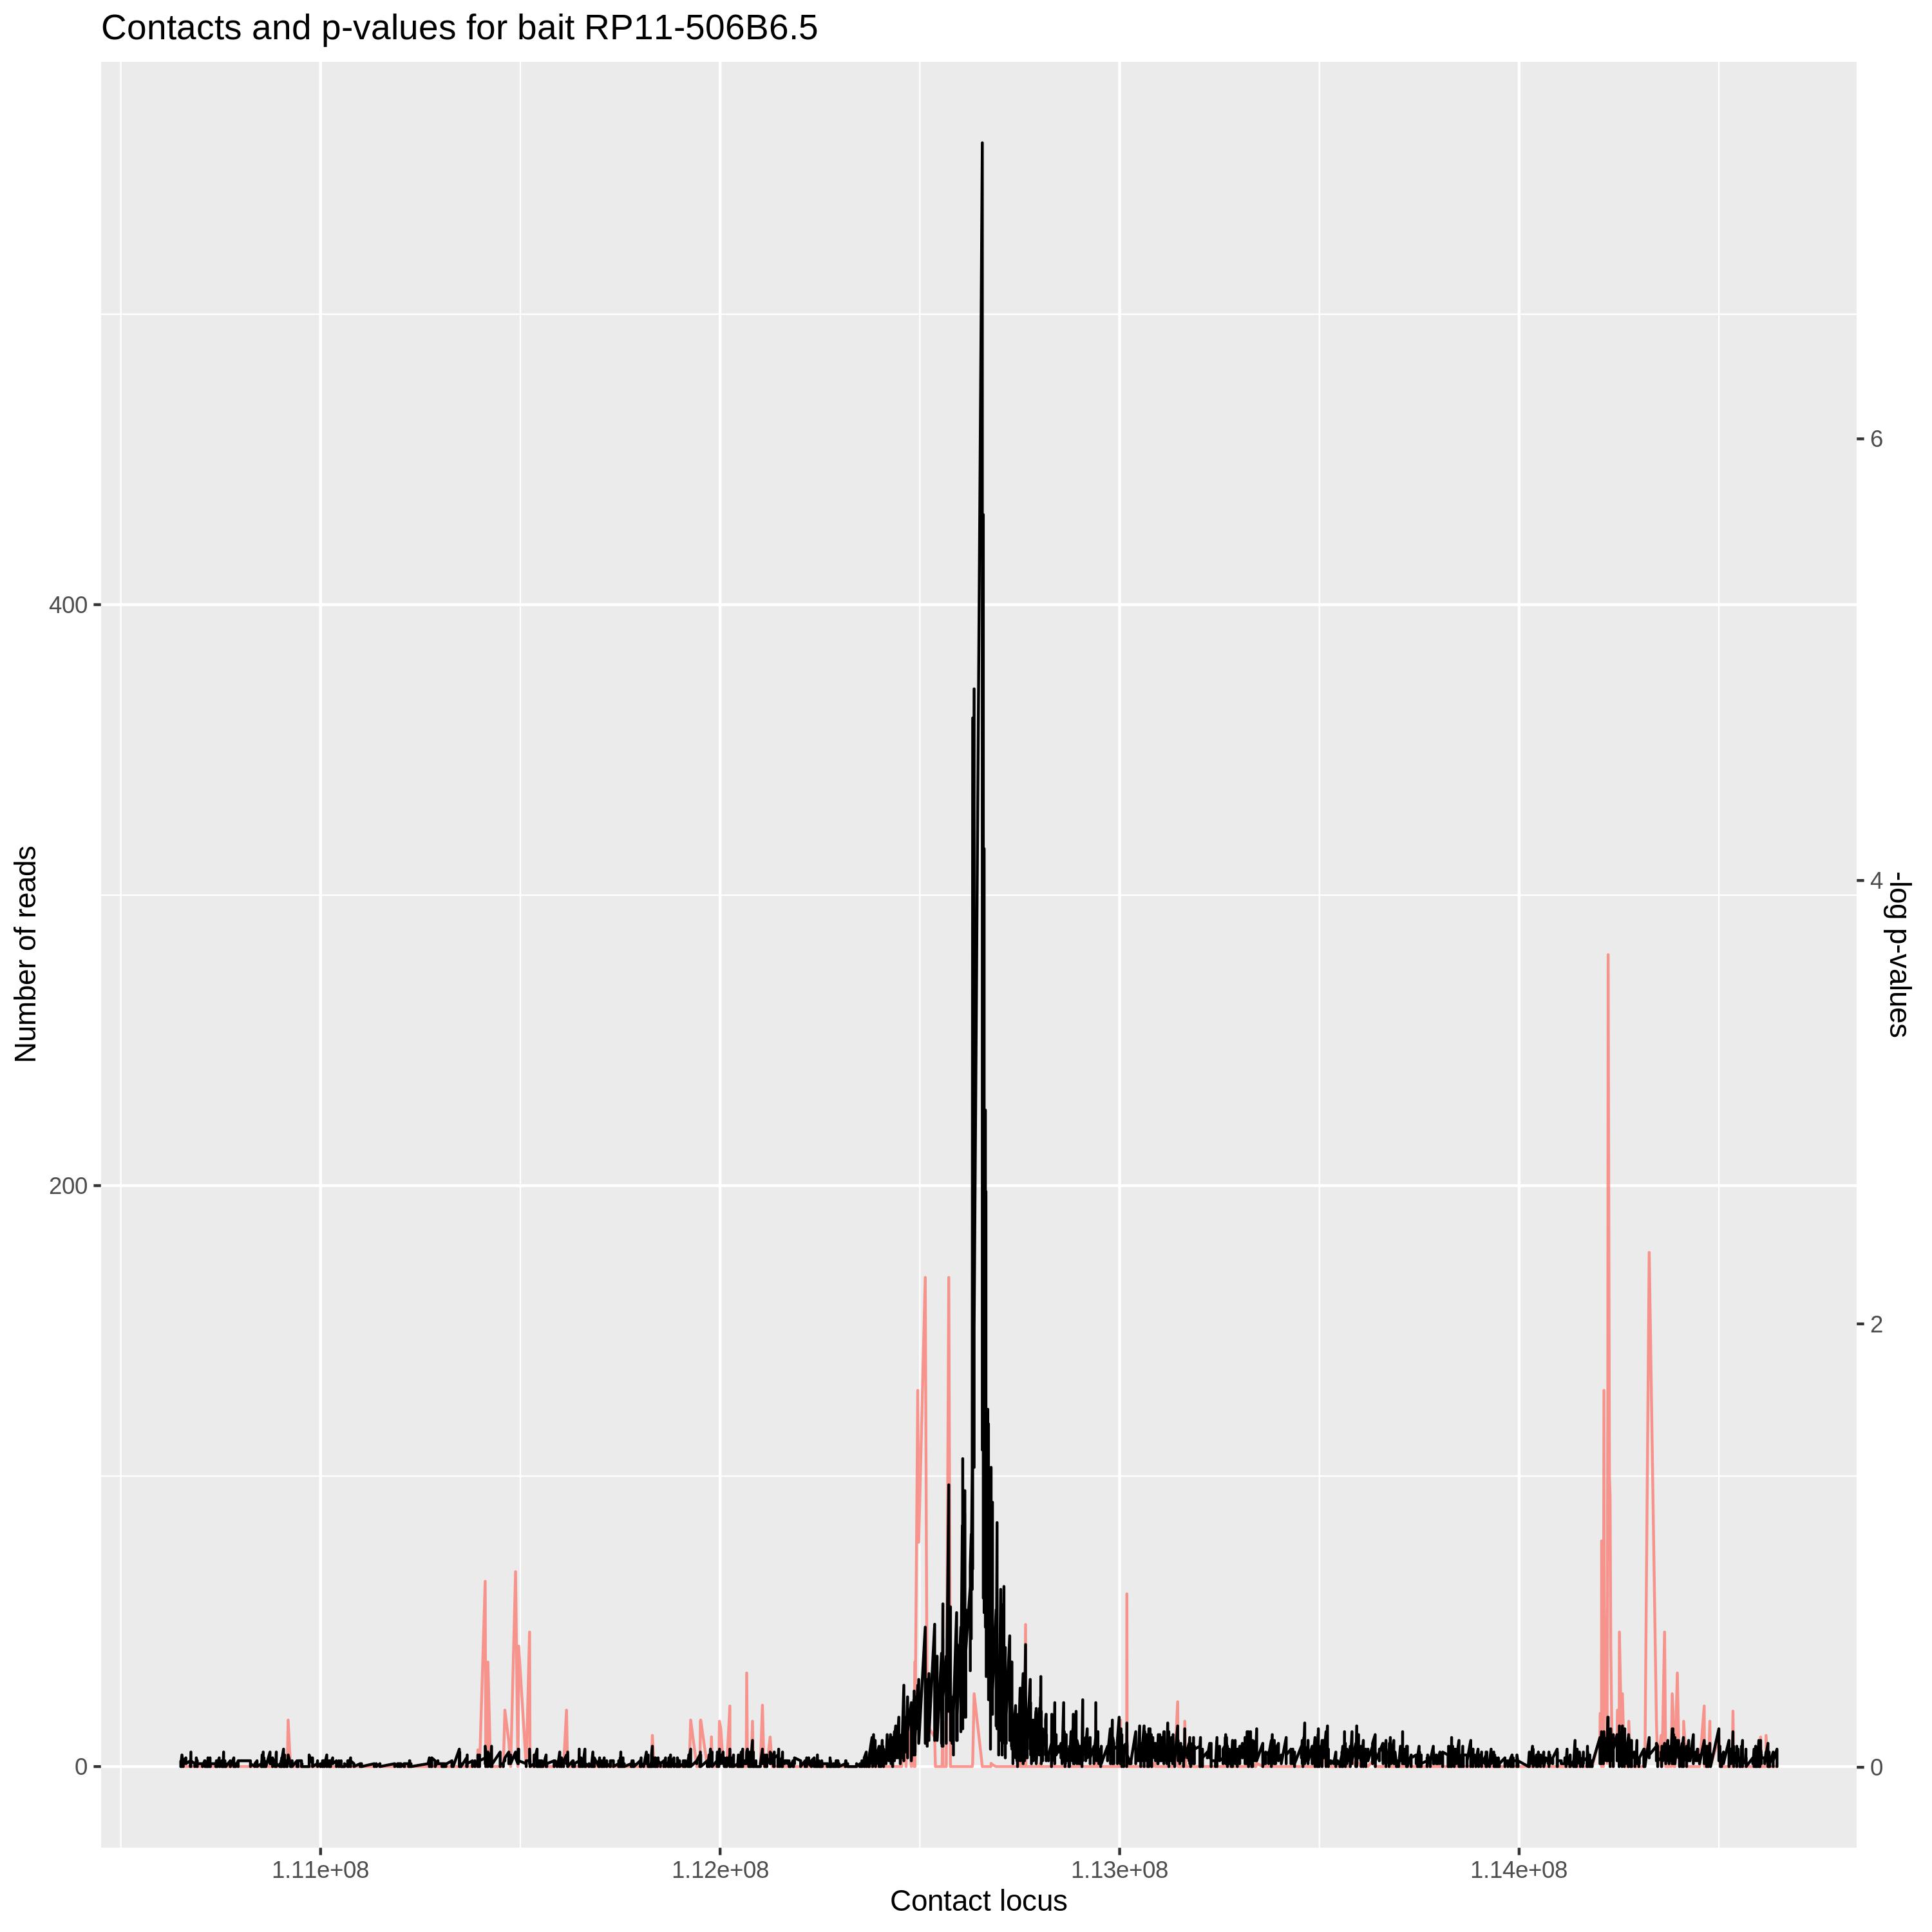 Contacts and p-values for bait RP11-506B6.5
Number of reads
400
200
0
6
4
2
0
-log p-values
1.11e+08
1.12e+08
1.13e+08
1.14e+08
Contact locus